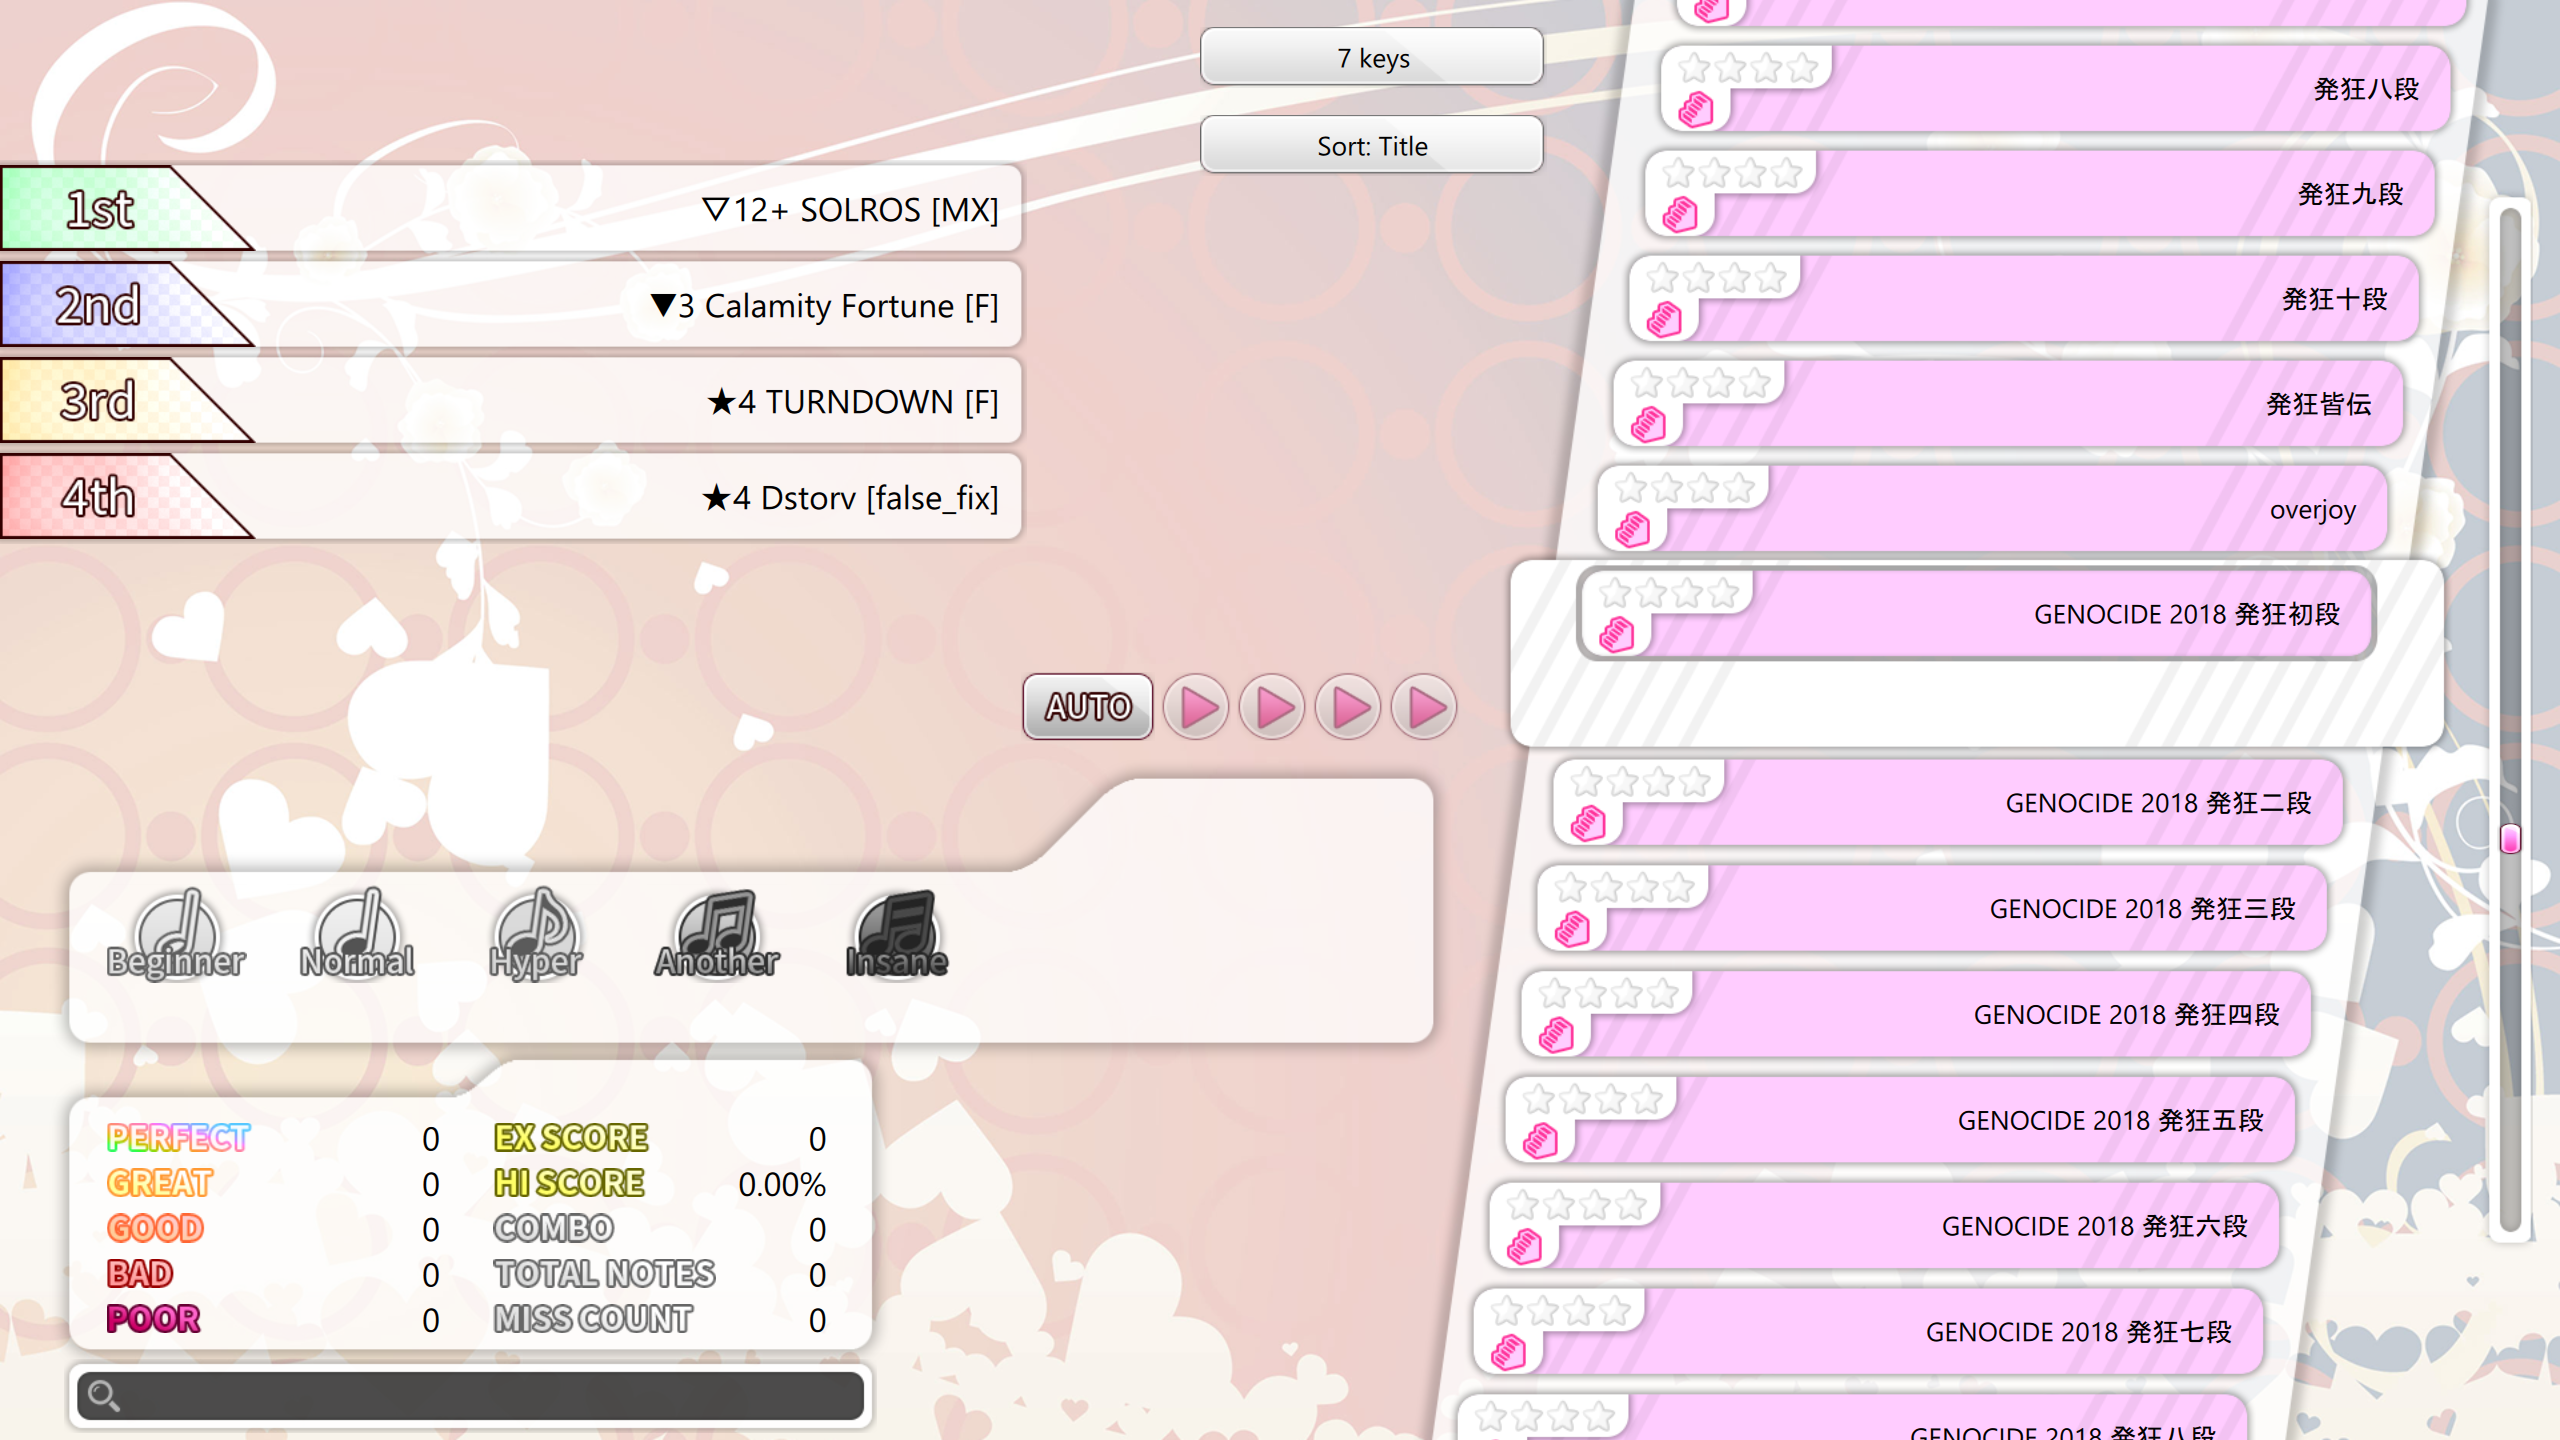 7 keys
Sort: Title
1st
▽12+ SOLROS [MX]
2nd
▼3 Calamity Fortune [F]
3rd
★4 TURNDOWN [F]
4th
★4 Dstorv [false_fix]
AUTO
Beginner
Normal
Hyper
Another
Insane
PERFECT 0
EX SCORE 0
GREAT 0
HI SCORE 0.00%
GOOD 0
COMBO 0
BAD 0
TOTAL NOTES 0
POOR 0
MISS COUNT 0
発狂八段
発狂九段
発狂十段
発狂皆伝
overjoy
GENOCIDE 2018 発狂初段
GENOCIDE 2018 発狂二段
GENOCIDE 2018 発狂三段
GENOCIDE 2018 発狂四段
GENOCIDE 2018 発狂五段
GENOCIDE 2018 発狂六段
GENOCIDE 2018 発狂七段
GENOCIDE 2018 発狂八段